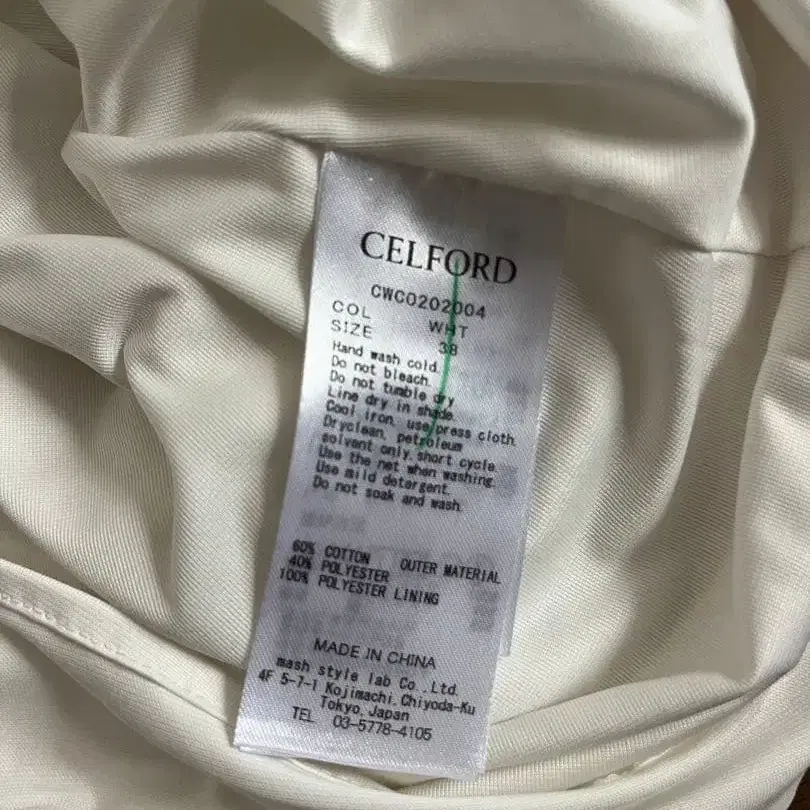 CELFORD
CWC0202004
COL WHT
SIZE 38
Hand wash cold.
Do not bleach.
Do not tumble dry
Line dry in shade.
Cool iron, use press cloth.
Dryclean, petroleum
solvent only, short cycle.
Use the net when washing.
Use mild detergent.
Do not soak and wash.
60% COTTON OUTER MATERIAL
40% POLYESTER
100% POLYESTER LINING
MADE IN CHINA
mash style lab Co.,Ltd.
4F 5-7-1 Kojimachi,Chiyoda-Ku
Tokyo,Japan
TEL 03-5778-4105